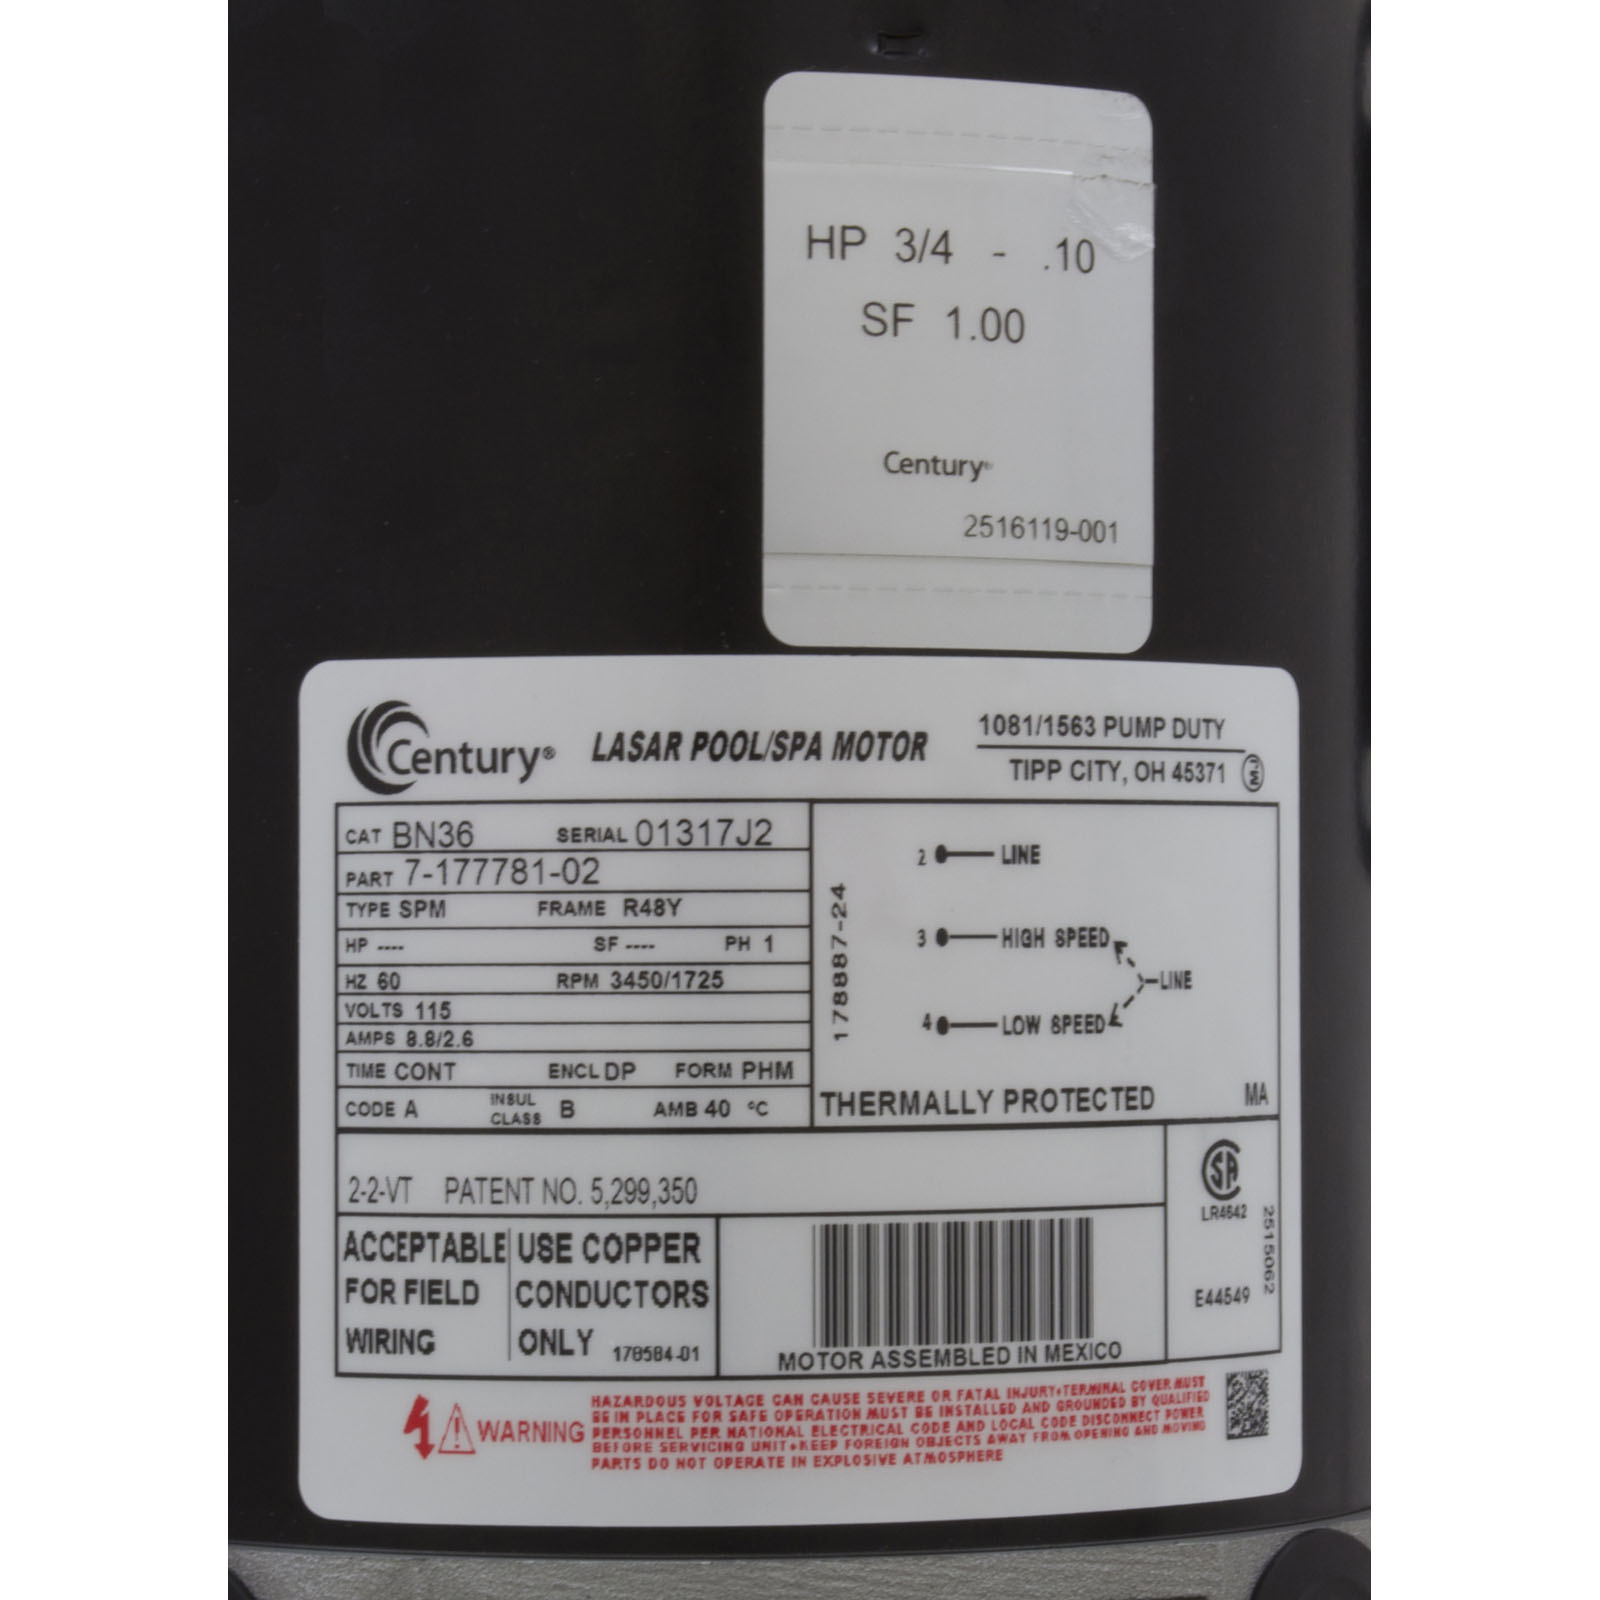 HP 3/4 - .10
SF 1.00
Century®
2516119-001
Century®
LASAR POOL/SPA MOTOR
1081/1563 PUMP DUTY
TIPP CITY, OH 45371
MJ
CAT BN36 SERIAL 01317J2
PART 7-177781-02
TYPE SPM FRAME R48Y
HP ---- SF ---- PH 1
HZ 60 RPM 3450/1725
VOLTS 115
AMPS 8.8/2.6
TIME CONT ENCL DP FORM PHM
CODE A INSUL CLASS B AMB 40 °C
178887-24
2 LINE
3 HIGH SPEED
LINE
4 LOW SPEED
THERMALLY PROTECTED MA
2-2-VT PATENT NO. 5,299,350
SA
LR4642
E44549
2515062
ACCEPTABLE
FOR FIELD
WIRING
USE COPPER
CONDUCTORS
ONLY 178584-01
MOTOR ASSEMBLED IN MEXICO
WARNING
HAZARDOUS VOLTAGE CAN CAUSE SEVERE OR FATAL INJURY•TERMINAL COVER MUST
BE IN PLACE FOR SAFE OPERATION MUST BE INSTALLED AND GROUNDED BY QUALIFIED
PERSONNEL PER NATIONAL ELECTRICAL CODE AND LOCAL CODE DISCONNECT POWER
BEFORE SERVICING UNIT•KEEP FOREIGN OBJECTS AWAY FROM OPENING AND MOVING
PARTS DO NOT OPERATE IN EXPLOSIVE ATMOSPHERE